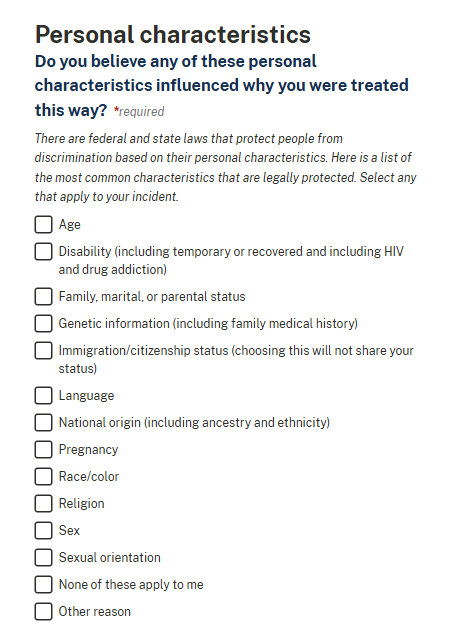 Personal characteristics
Do you believe any of these personal
characteristics influenced why you were treated
this way? *required
There are federal and state laws that protect people from
discrimination based on their personal characteristics. Here is a list of
the most common characteristics that are legally protected. Select any
that apply to your incident.
Age
Disability (including temporary or recovered and including HIV
and drug addiction)
Family, marital, or parental status
Genetic information (including family medical history)
Immigration/citizenship status (choosing this will not share your
status)
Language
National origin (including ancestry and ethnicity)
Pregnancy
Race/color
Religion
Sex
Sexual orientation
None of these apply to me
Other reason